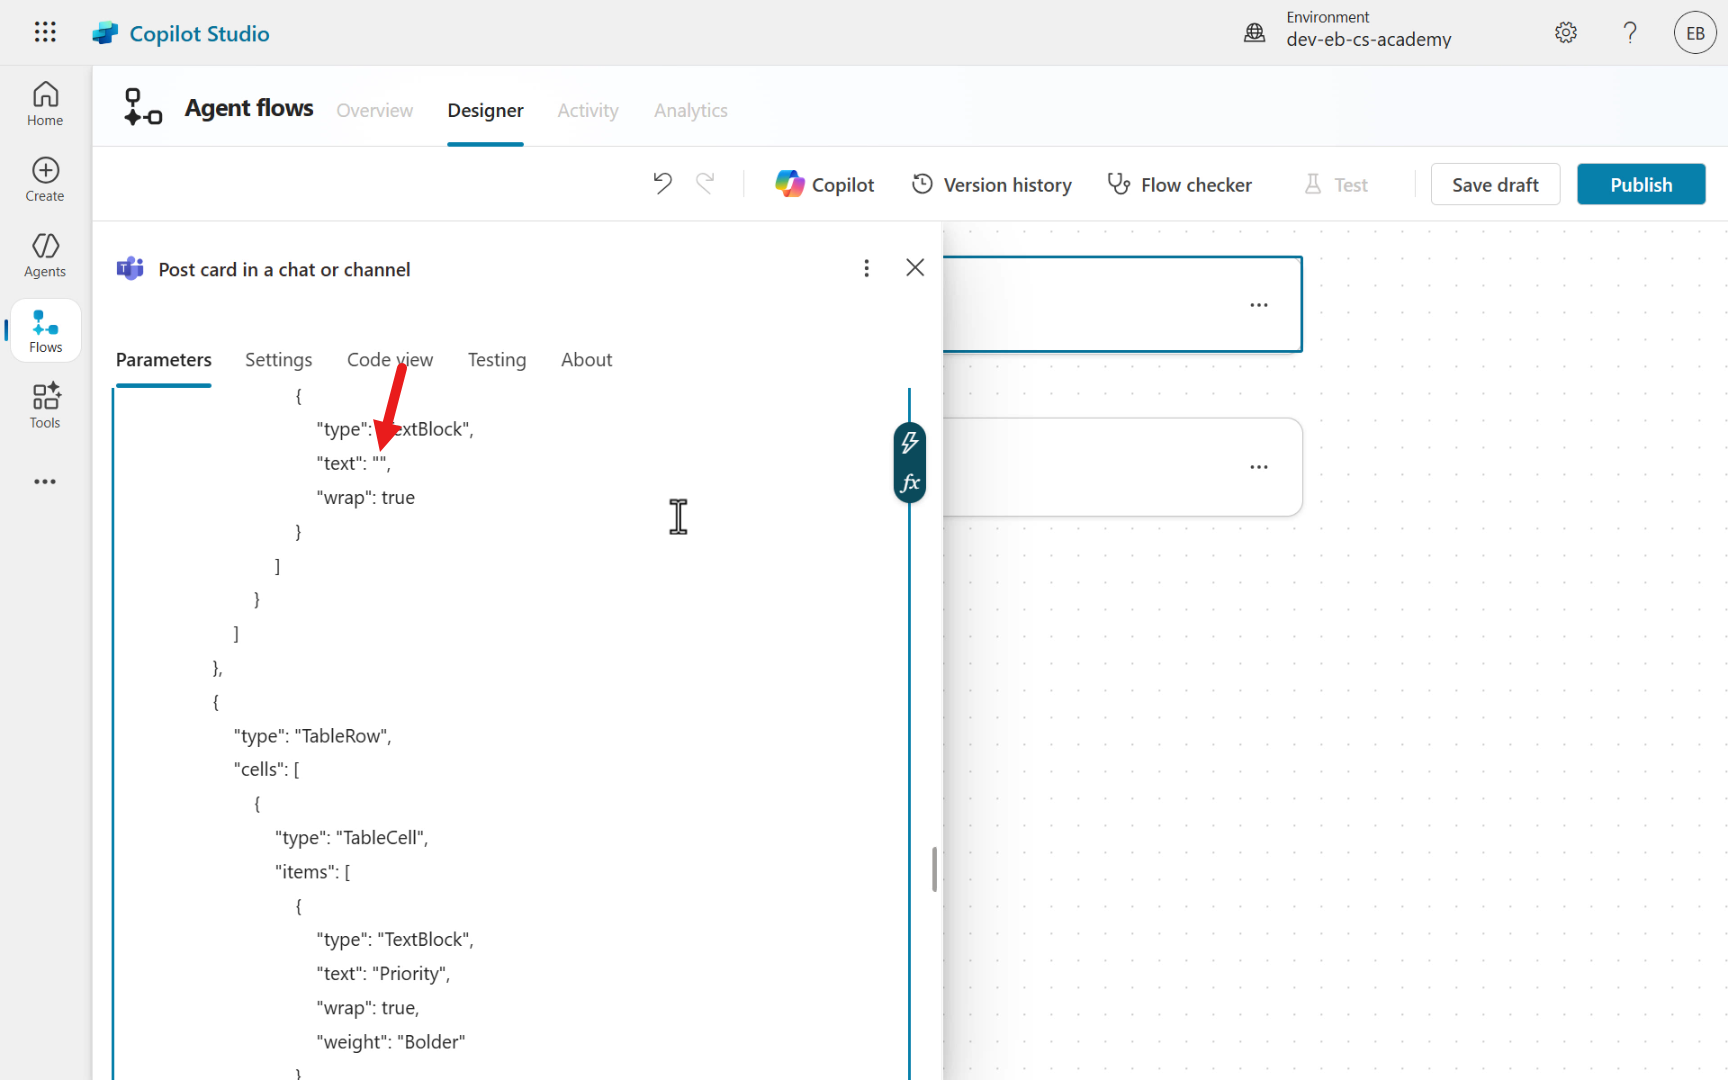 Copilot Studio
Environment
dev-eb-cs-academy
EB
Home
Create
Agents
Flows
Tools
Agent flows
Overview
Designer
Activity
Analytics
Copilot
Version history
Flow checker
Test
Save draft
Publish
Post card in a chat or channel
Parameters
Settings
Code view
Testing
About
{
"type": "TextBlock",
"text": "",
"wrap": true
}
]
}
]
},
{
"type": "TableRow",
"cells": [
{
"type": "TableCell",
"items": [
{
"type": "TextBlock",
"text": "Priority",
"wrap": true,
"weight": "Bolder"
}
fx